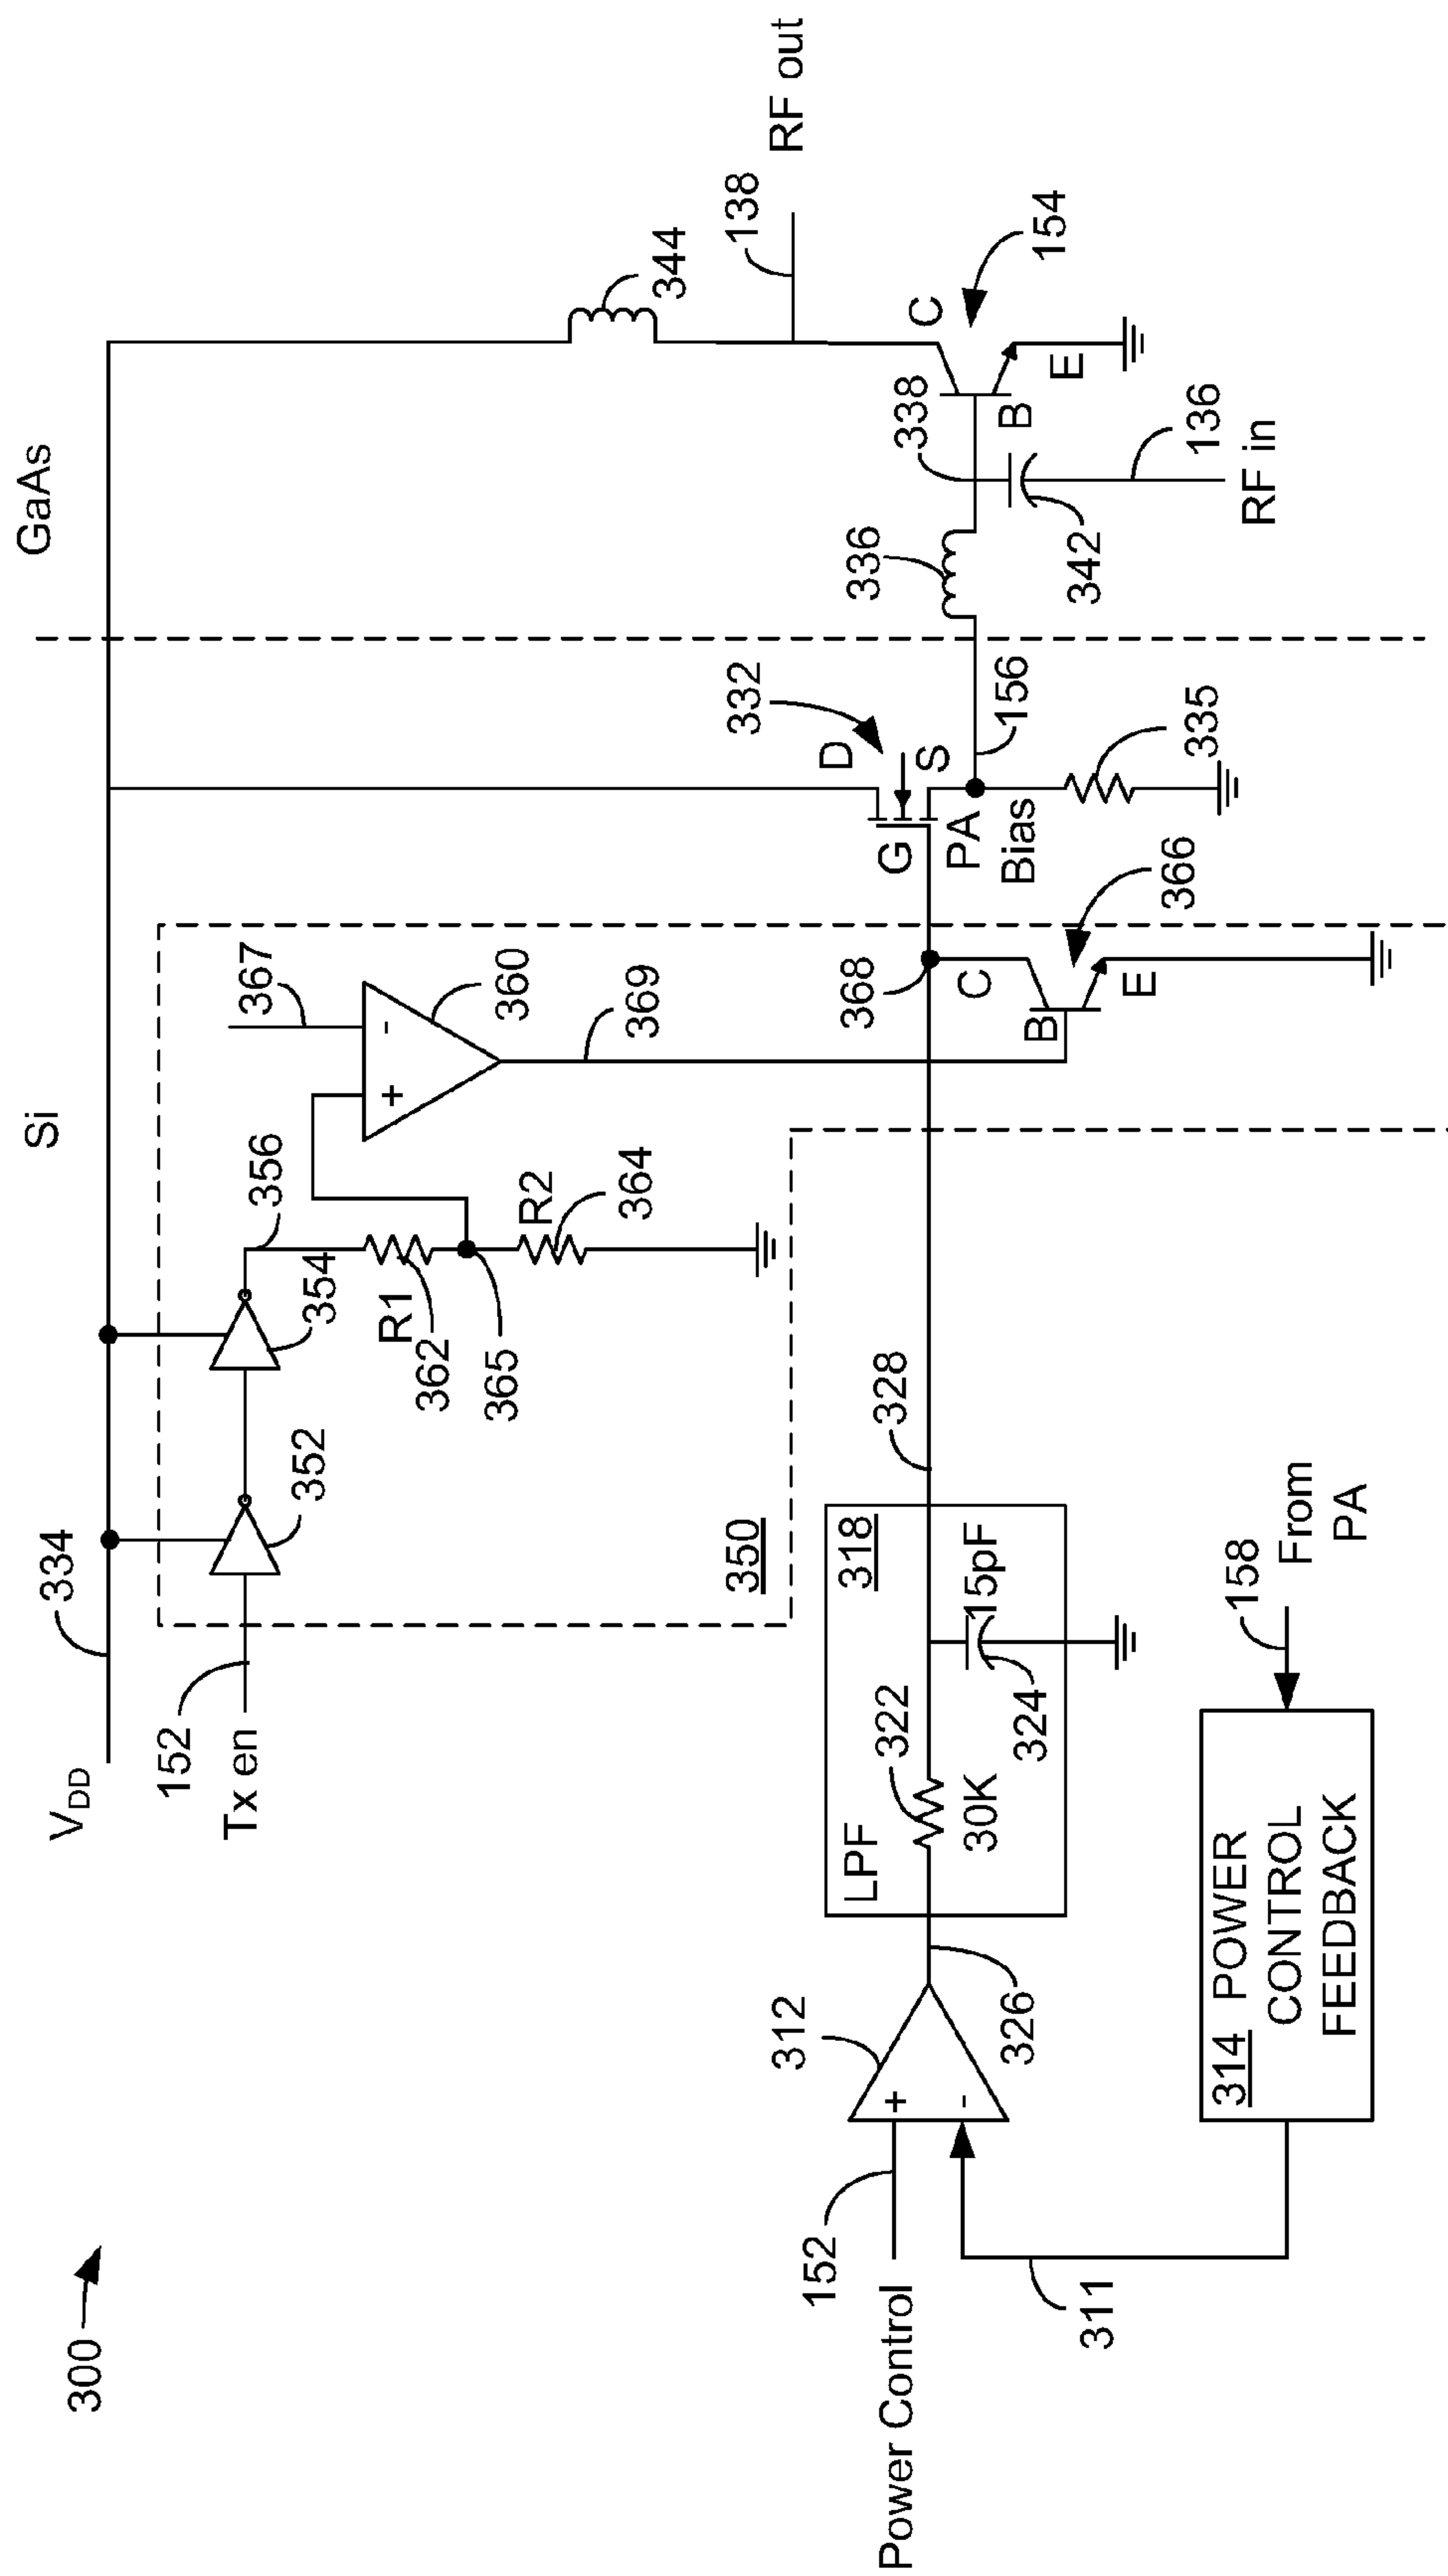 300
Si
GaAs
V_DD
334
152
Tx en
352
354
356
R1
362
365
R2
364
367
+
-
360
369
350
344
138
RF out
Power Control
152
+
-
312
326
311
LPF
318
322
30K
15pF
324
328
368
C
B
E
366
G
D
S
332
PA
Bias
156
335
336
338
342
136
RF in
C
B
E
154
314 POWER
CONTROL
FEEDBACK
158
From
PA